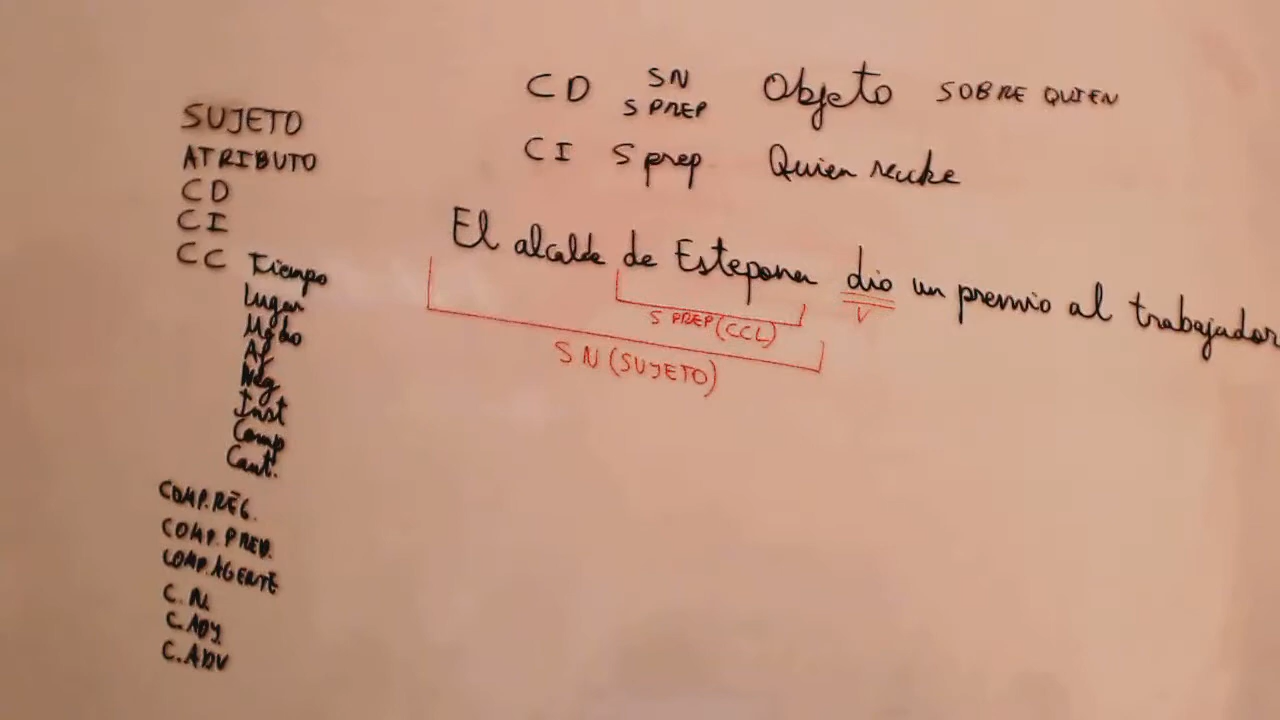 SUJETO
ATRIBUTO
CD
CI
CC Tiempo
Lugar
Modo
Af
Neg
Inst
Comp
Cant.
COMP.REG.
COMP. PRED.
COMP.AGENTE
C.N.
C.ADJ.
C.ADV
CD SN Objeto SOBRE QUIEN
S PREP
CI S prep Quien recibe
El alcalde de Estepona dio un premio al trabajador
S PREP (CCL) V
SN (SUJETO)